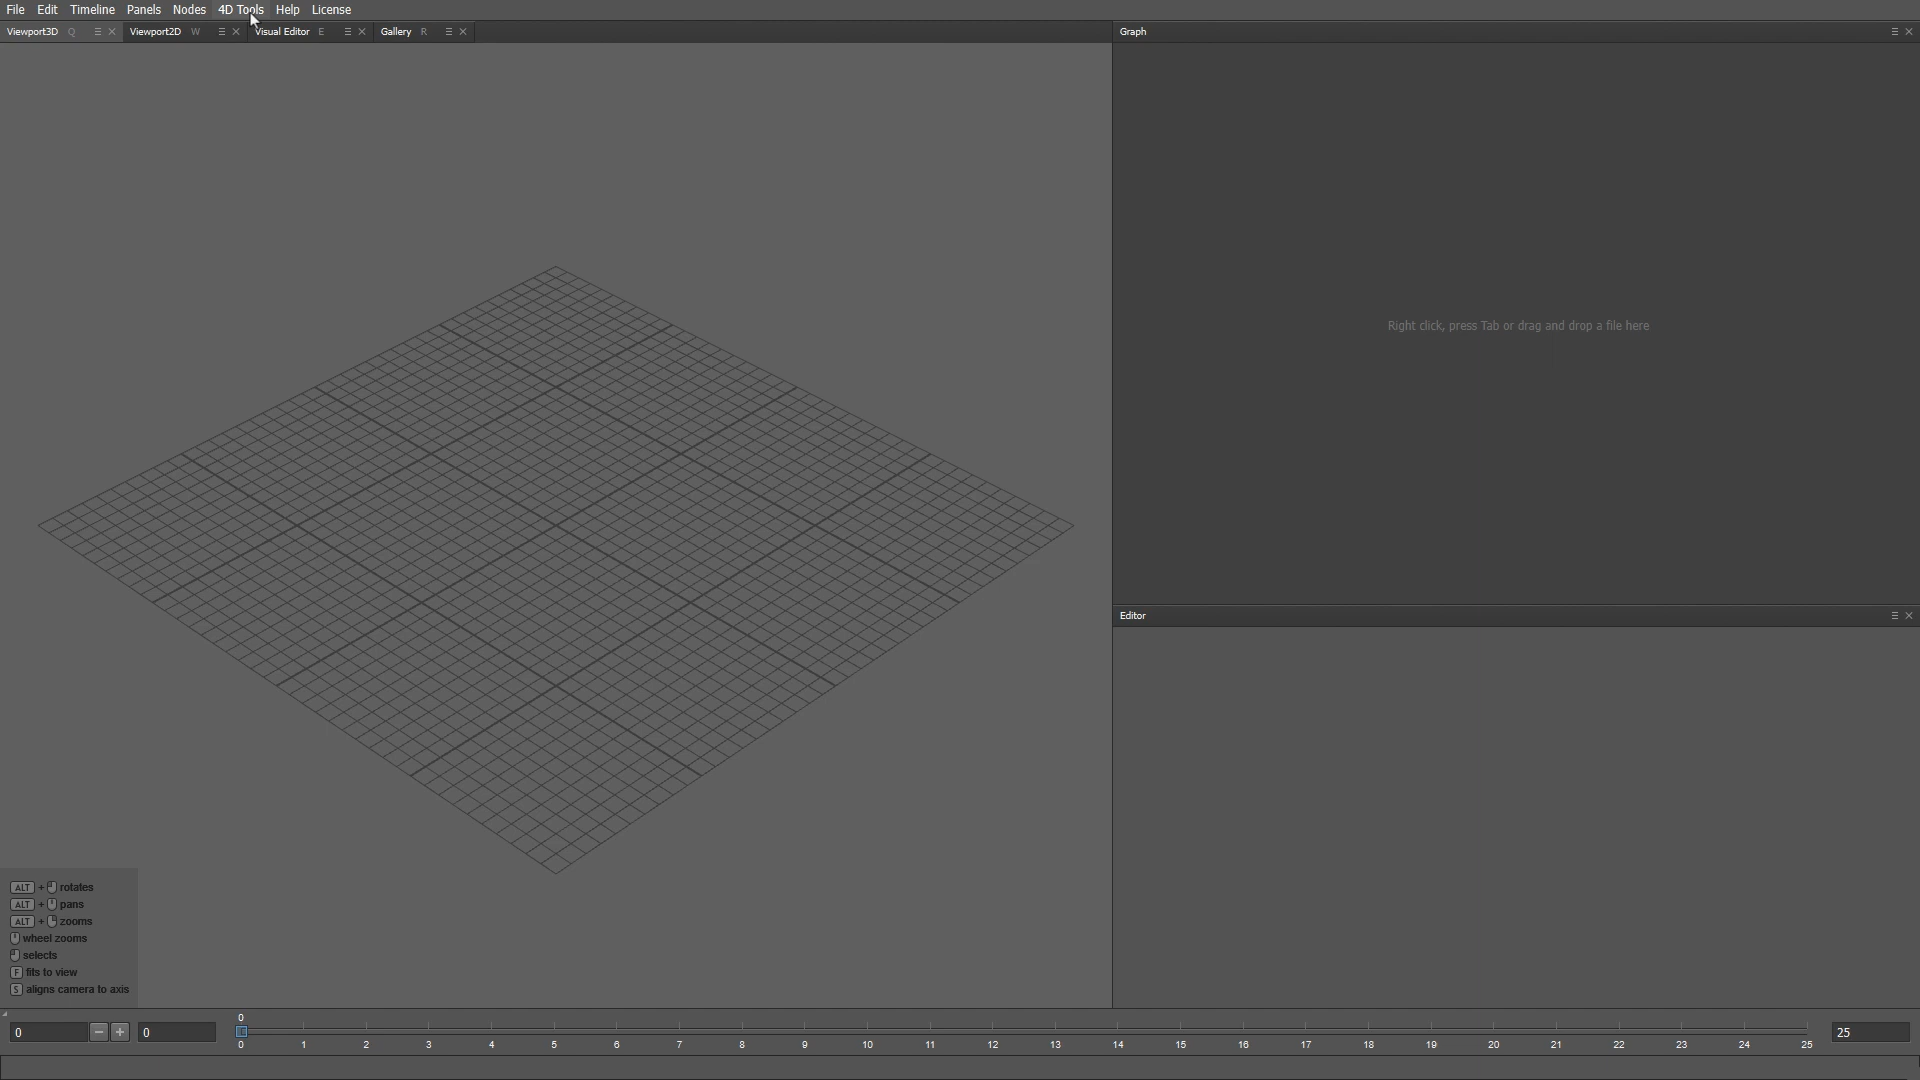 File Edit Timeline Panels Nodes 4D Tools Help License
Viewport3D Q Viewport2D W Visual Editor E Gallery R Graph
Right click, press Tab or drag and drop a file here
Editor
ALT + rotates
ALT + pans
ALT + zooms
wheel zooms
selects
F fits to view
S aligns camera to axis
0
0 0 25
0 1 2 3 4 5 6 7 8 9 10 11 12 13 14 15 16 17 18 19 20 21 22 23 24 25